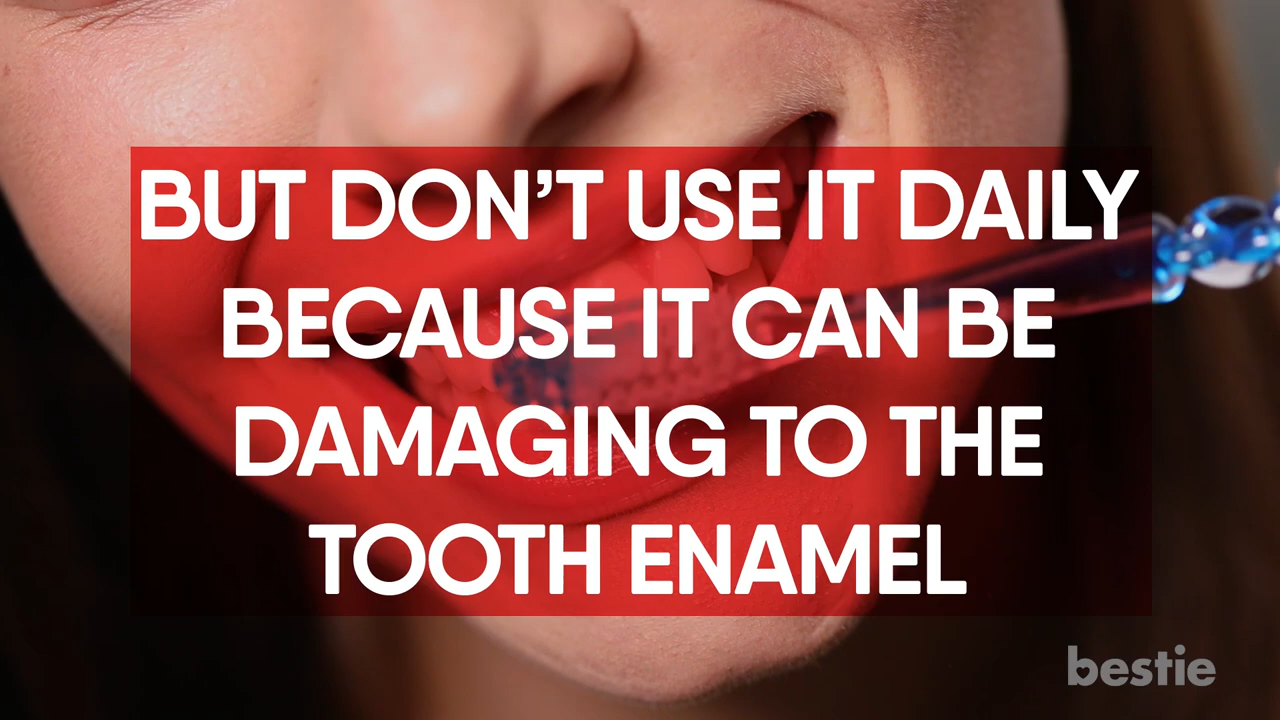 BUT DON'T USE IT DAILY
BECAUSE IT CAN BE
DAMAGING TO THE
TOOTH ENAMEL
bestie